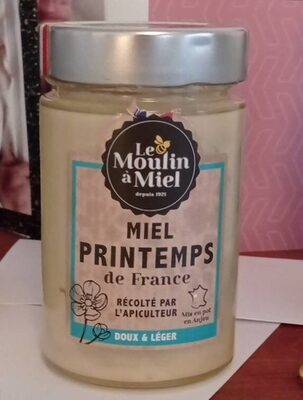 Le
Moulin
à Miel
depuis 1921
MIEL
PRINTEMPS
de France
RÉCOLTÉ PAR
L'APICULTEUR
Mis en pot
en Anjou
DOUX & LÉGER